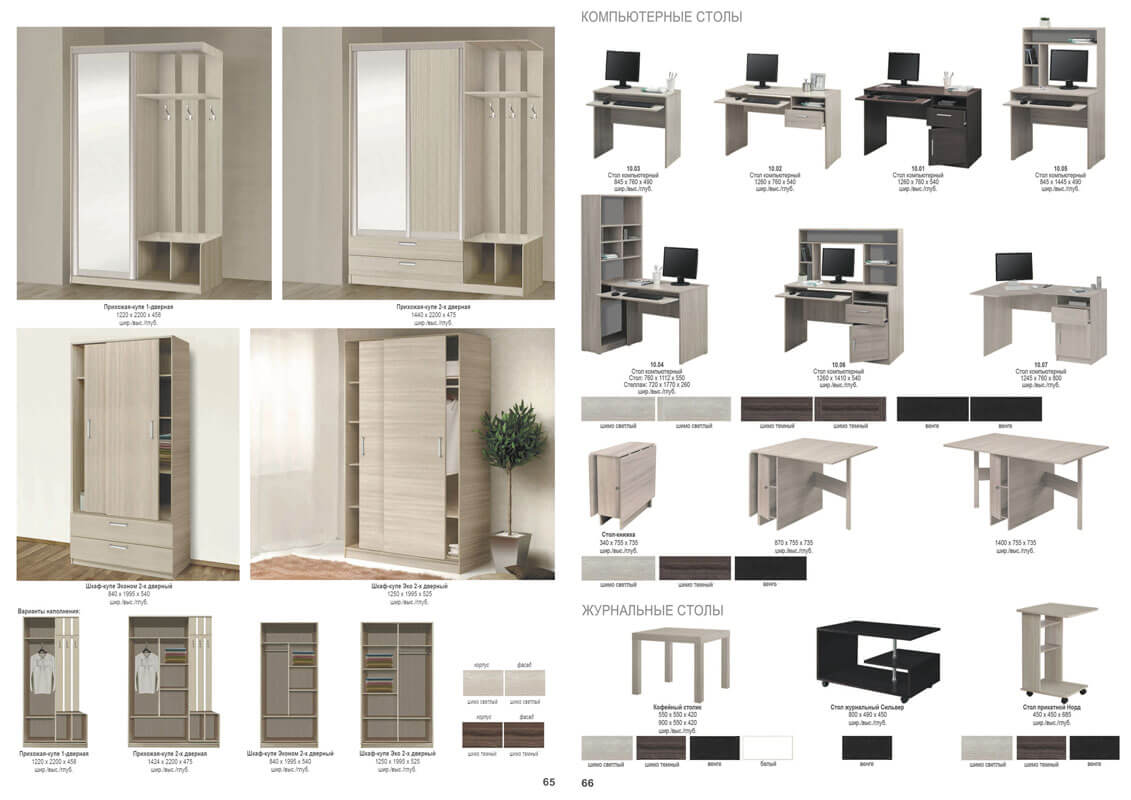 Прихожая-купе 1-дверная
1220 x 2200 x 458
шир./выс./глуб.
Прихожая-купе 2-х дверная
1440 x 2200 x 475
шир./выс./глуб.
Шкаф-купе Эконом 2-х дверный
840 x 1995 x 540
шир./выс./глуб.
Шкаф-купе Эко 2-х дверный
1250 x 1995 x 525
шир./выс./глуб.
Варианты наполнения:
Прихожая-купе 1-дверная
1220 x 2200 x 458
шир./выс./глуб.
Прихожая-купе 2-х дверная
1424 x 2200 x 475
шир./выс./глуб.
Шкаф-купе Эконом 2-х дверный
840 x 1995 x 540
шир./выс./глуб.
Шкаф-купе Эко 2-х дверный
1250 x 1995 x 525
шир./выс./глуб.
корпус фасад
шимо светлый шимо светлый
корпус фасад
шимо темный шимо темный
65
КОМПЬЮТЕРНЫЕ СТОЛЫ
10.03
Стол компьютерный
845 x 760 x 490
шир./выс./глуб.
10.02
Стол компьютерный
1260 x 760 x 540
шир./выс./глуб.
10.01
Стол компьютерный
1260 x 760 x 540
шир./выс./глуб.
10.05
Стол компьютерный
845 x 1445 x 490
шир./выс./глуб.
10.04
Стол компьютерный
Стол: 760 x 1112 x 550
Стеллаж: 720 x 1770 x 260
шир./выс./глуб.
10.06
Стол компьютерный
1260 x 1410 x 540
шир./выс./глуб.
10.07
Стол компьютерный
1245 x 760 x 800
шир./выс./глуб.
шимо светлый шимо светлый шимо темный шимо темный венге венге
Стол-книжка
340 x 755 x 735
шир./выс./глуб.
870 x 755 x 735
шир./выс./глуб.
1400 x 755 x 735
шир./выс./глуб.
шимо светлый шимо темный венге
ЖУРНАЛЬНЫЕ СТОЛЫ
Кофейный столик
550 x 550 x 420
900 x 550 x 420
шир./выс./глуб.
Стол журнальный Сильвер
800 x 490 x 450
шир./выс./глуб.
Стол прикатной Норд
450 x 450 x 685
шир./выс./глуб.
шимо светлый шимо темный венге белый венге шимо светлый шимо темный венге
66